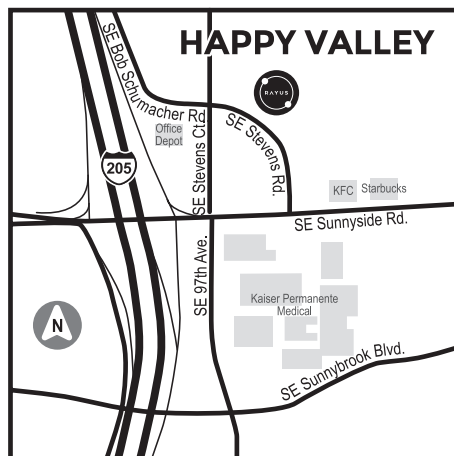 HAPPY VALLEY
RAYUS
SE Bob Schumacher Rd.
Office
Depot
SE Stevens Ctd.
SE Stevens Rd.
205
KFC
Starbucks
SE Sunnyside Rd.
SE 97th Ave.
Kaiser Permanente
Medical
N
SE Sunnybrook Blvd.